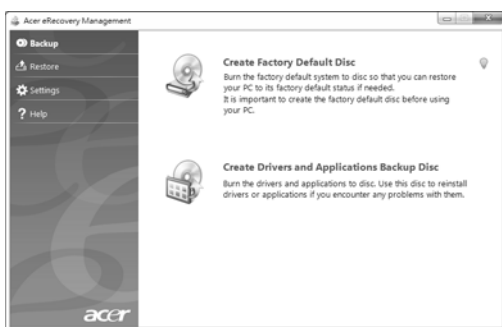 Acer eRecovery Management
Backup
Restore
Settings
Help
Create Factory Default Disc
Burn the factory default system to disc so that you can restore
your PC to its factory default status if needed.
It is important to create the factory default disc before using
your PC.
Create Drivers and Applications Backup Disc
Burn the drivers and applications to disc. Use this disc to reinstall
drivers or applications if you encounter any problems with them.
acer